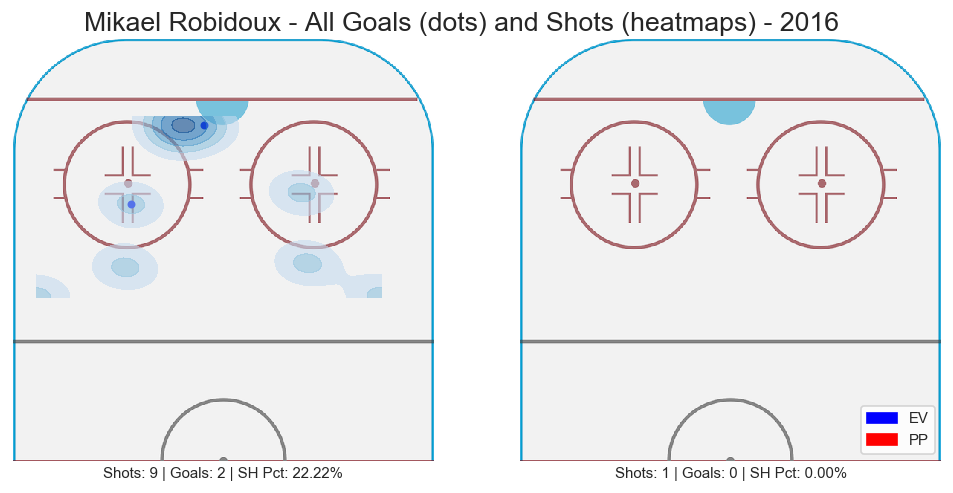 Mikael Robidoux - All Goals (dots) and Shots (heatmaps) - 2016
EV
PP
Shots: 9 | Goals: 2 | SH Pct: 22.22%
Shots: 1 | Goals: 0 | SH Pct: 0.00%